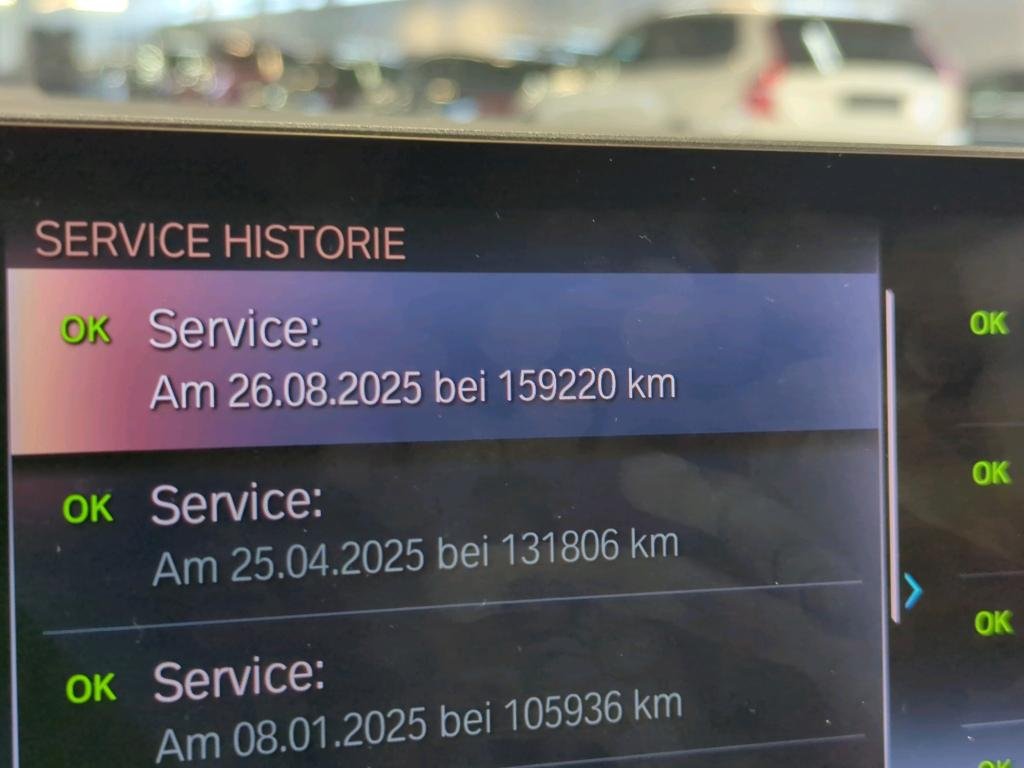 SERVICE HISTORIE
OK Service:
Am 26.08.2025 bei 159220 km
OK Service:
Am 25.04.2025 bei 131806 km
OK Service:
Am 08.01.2025 bei 105936 km
OK
OK
OK
OK